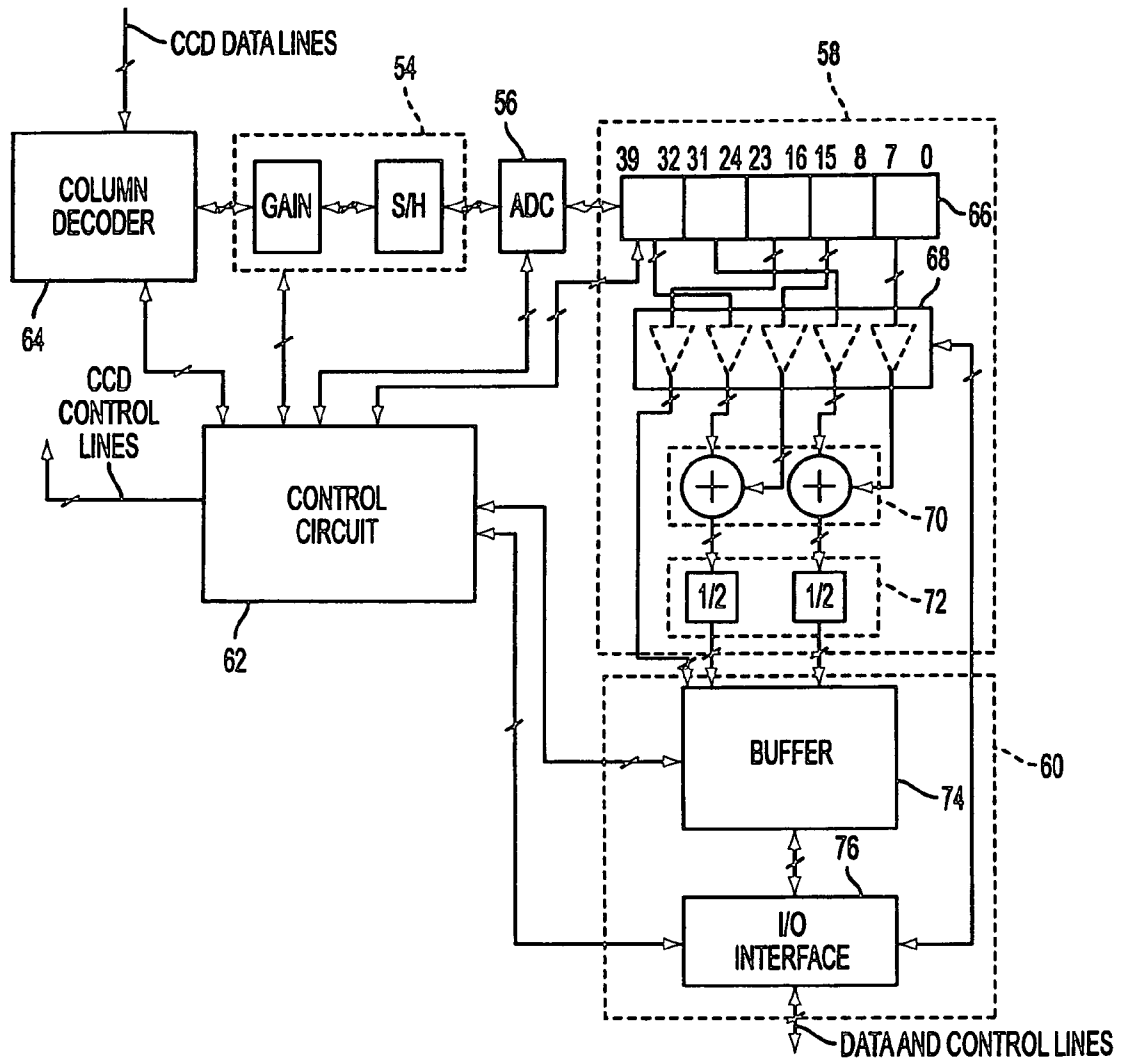 CCD DATA LINES
54
56
58
39 32 31 24 23 16 15 8 7 0
COLUMN
DECODER
GAIN
S/H
ADC
66
68
64
CCD
CONTROL
LINES
CONTROL
CIRCUIT
+ +
70
1/2 1/2
72
62
BUFFER
60
74
76
I/O
INTERFACE
DATA AND CONTROL LINES